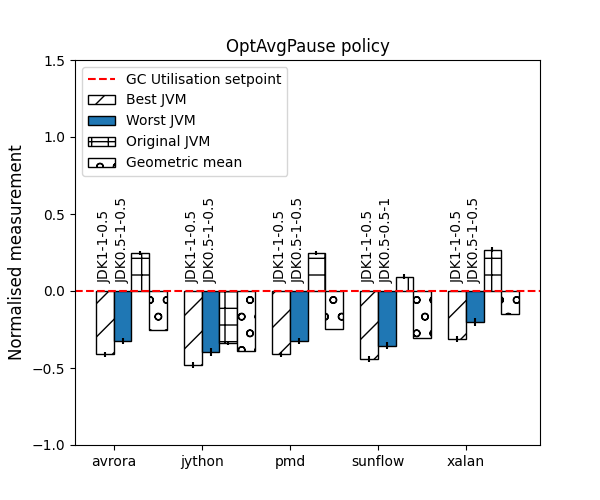 OptAvgPause policy
Normalised measurement
1.5
1.0
0.5
0.0
−0.5
−1.0
GC Utilisation setpoint
Best JVM
Worst JVM
Original JVM
Geometric mean
JDK1-1-0.5
JDK0.5-1-0.5
JDK1-1-0.5
JDK0.5-1-0.5
JDK1-1-0.5
JDK0.5-1-0.5
JDK1-1-0.5
JDK0.5-0.5-1
JDK1-1-0.5
JDK0.5-1-0.5
avrora
jython
pmd
sunflow
xalan